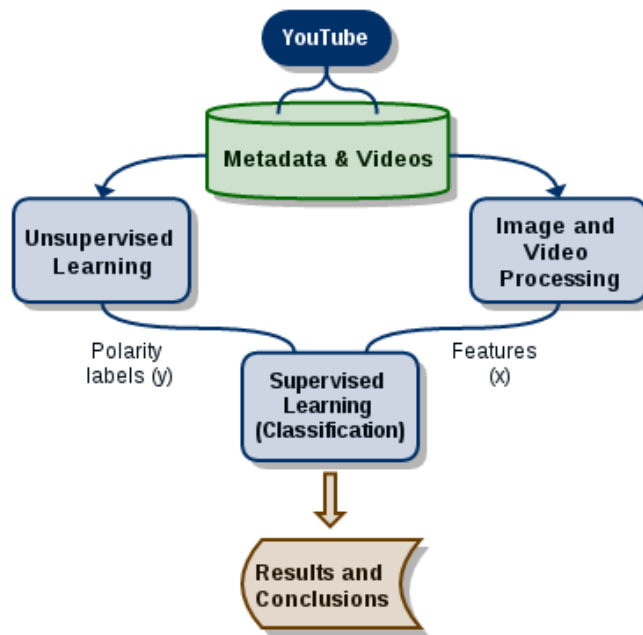 YouTube
Metadata & Videos
Unsupervised
Learning
Image and
Video
Processing
Polarity
labels (y)
Features
(x)
Supervised
Learning
(Classification)
Results and
Conclusions